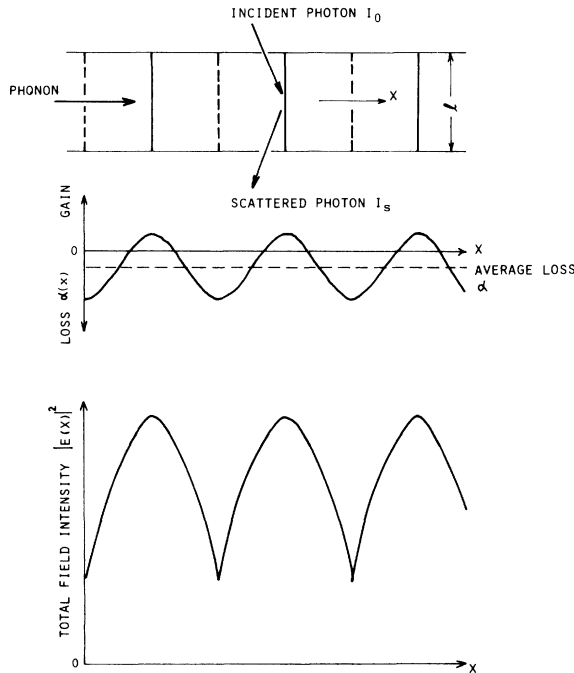 INCIDENT PHOTON I₀
PHONON
X
ℓ
SCATTERED PHOTON Iₛ
GAIN
0
X
AVERAGE LOSS
α
LOSS α(x)
TOTAL FIELD INTENSITY |E(X)|²
0
X